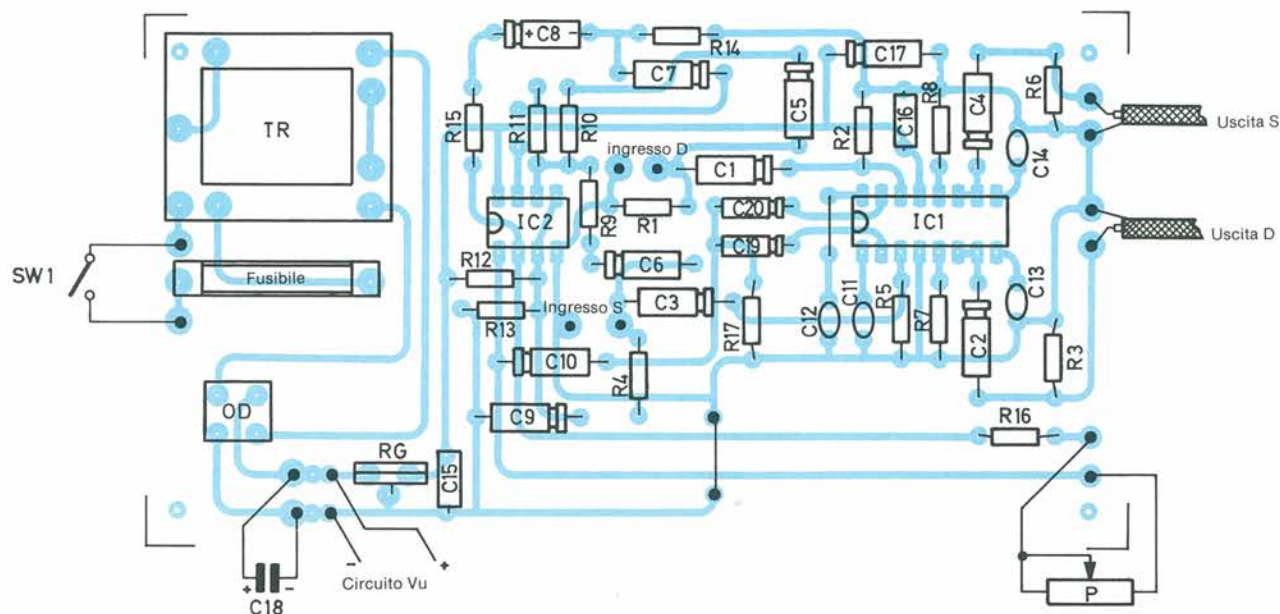 + C8 -
R14
C17
C7
C5
C4
R6
TR
R15
R11
R10
R2
C16
R8
Uscita S
ingresso D
C1
C14
IC2
R9
R1
C20
IC1
C19
Uscita D
SW1
Fusibile
R12
C6
Ingresso S
C3
R13
R17
C12
C11
R5
R7
C13
C2
R3
C10
R4
OD
C9
R16
RG
C15
+ -
C18
- +
Circuito Vu
P